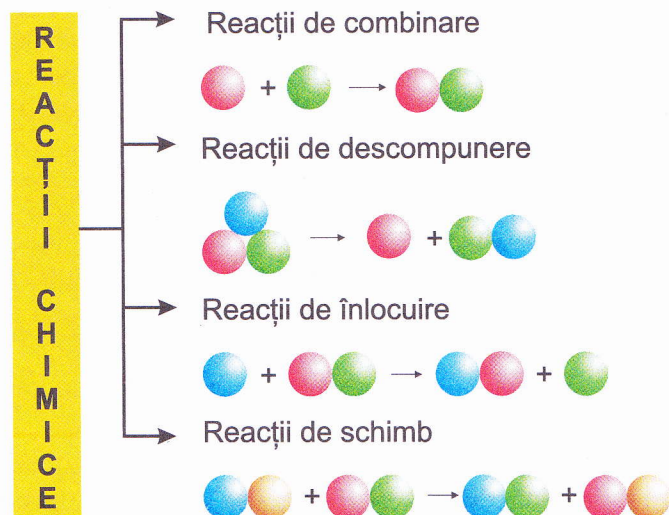 REACȚII CHIMICE
Reacții de combinare
+ →
Reacții de descompunere
→ +
Reacții de înlocuire
+ → +
Reacții de schimb
+ → +